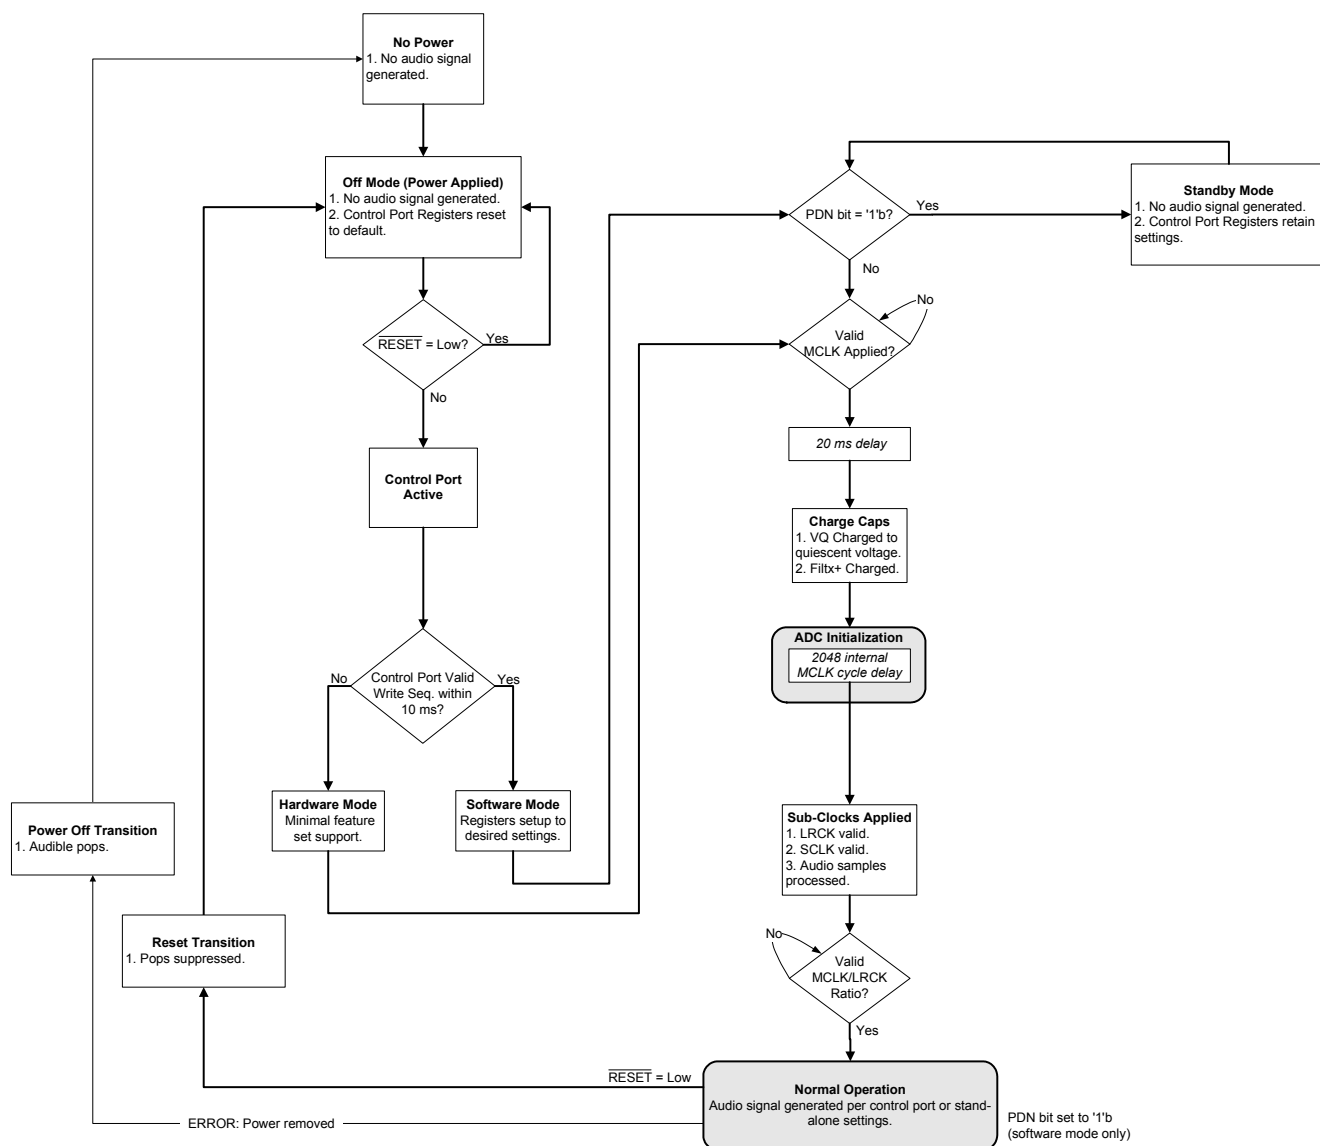 No Power
1. No audio signal
generated.
Off Mode (Power Applied)
1. No audio signal generated.
2. Control Port Registers reset
to default.
RESET = Low?
Yes
No
Control Port
Active
Control Port Valid
Write Seq. within
10 ms?
No
Yes
Hardware Mode
Minimal feature
set support.
Software Mode
Registers setup to
desired settings.
Power Off Transition
1. Audible pops.
Reset Transition
1. Pops suppressed.
PDN bit = '1'b?
Yes
No
Standby Mode
1. No audio signal generated.
2. Control Port Registers retain
settings.
Valid
MCLK Applied?
No
20 ms delay
Charge Caps
1. VQ Charged to
quiescent voltage.
2. Filtx+ Charged.
ADC Initialization
2048 internal
MCLK cycle delay
Sub-Clocks Applied
1. LRCK valid.
2. SCLK valid.
3. Audio samples
processed.
No
Valid
MCLK/LRCK
Ratio?
Yes
RESET = Low
Normal Operation
Audio signal generated per control port or stand-
alone settings.
ERROR: Power removed
PDN bit set to '1'b
(software mode only)